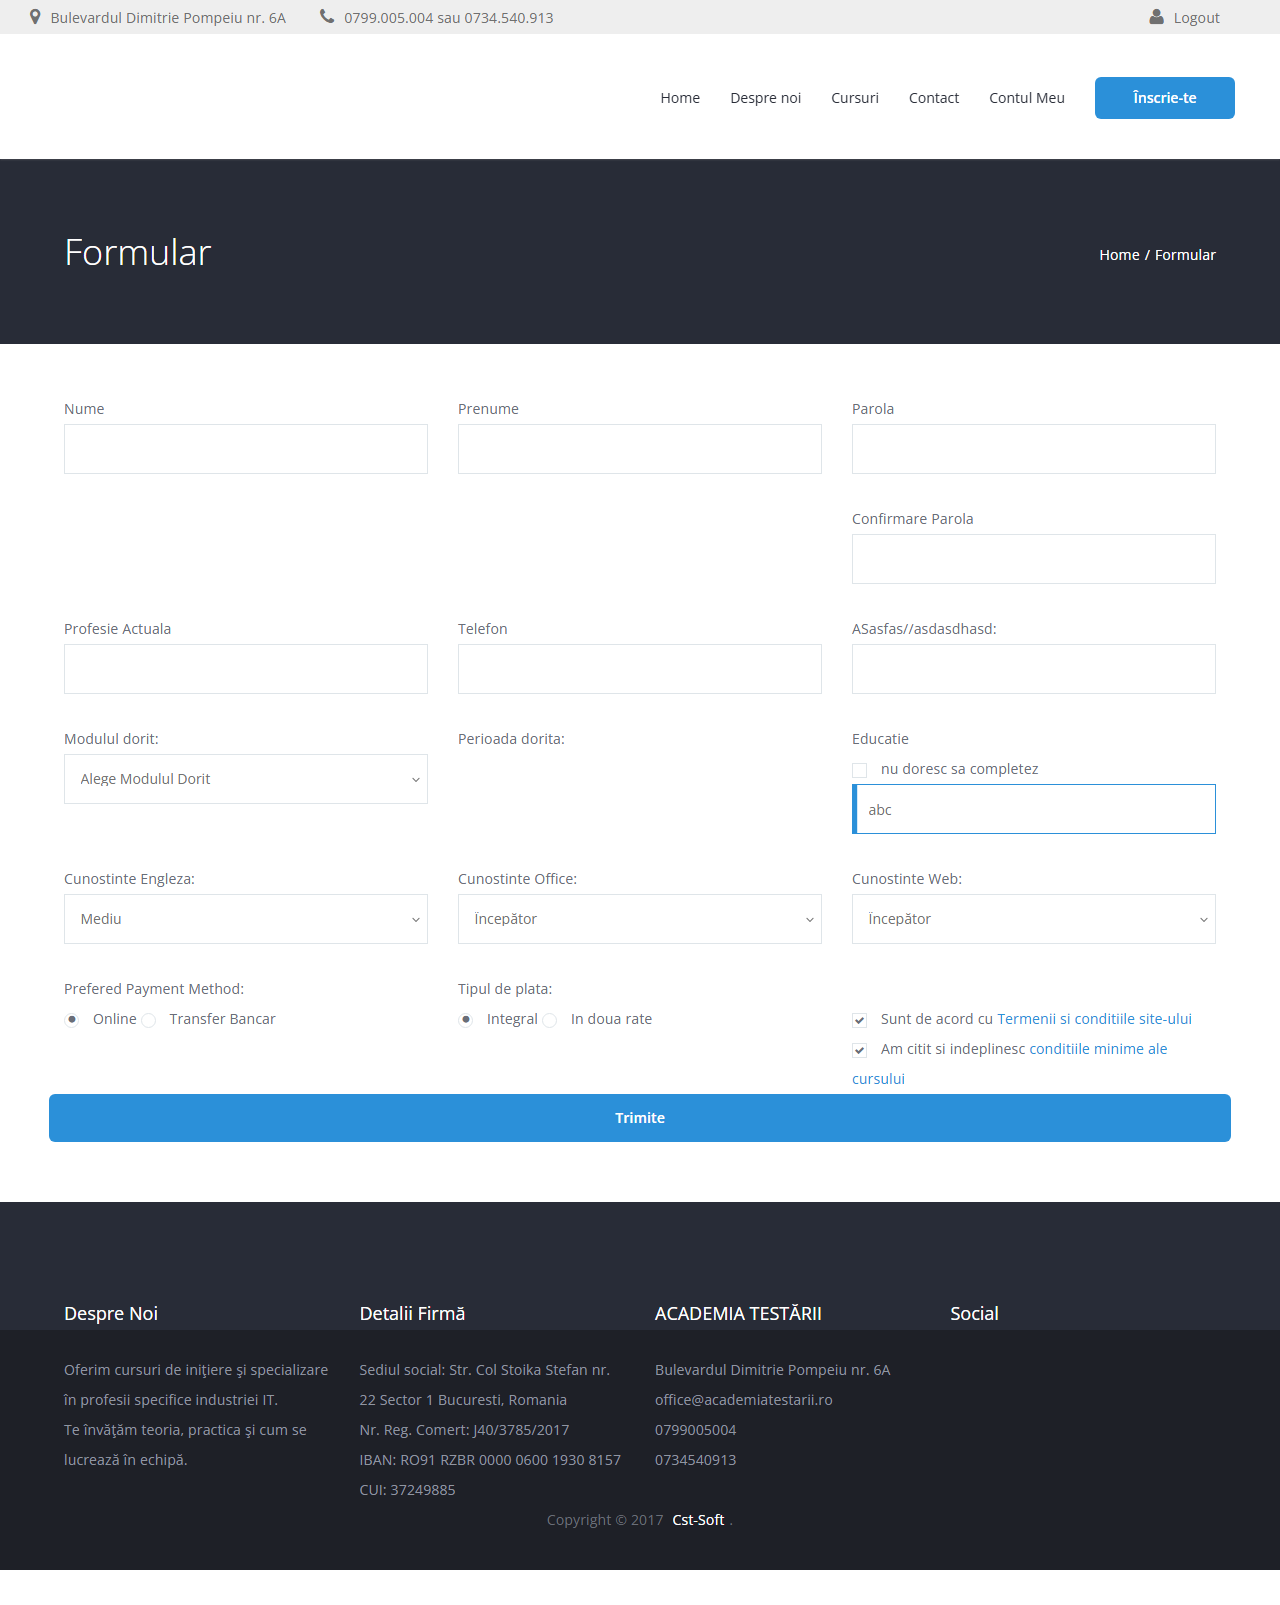 Bulevardul Dimitrie Pompeiu nr. 6A 0799.005.004 sau 0734.540.913 Logout
Home Despre noi Cursuri Contact Contul Meu Înscrie-te
Formular
Home / Formular
Nume Prenume Parola
Confirmare Parola
Profesie Actuala Telefon ASasfas//asdasdhasd:
Modulul dorit: Perioada dorita: Educatie
nu doresc sa completez
Alege Modulul Dorit
abc
Cunostinte Engleza: Cunostinte Office: Cunostinte Web:
Mediu Începător Începător
Prefered Payment Method: Tipul de plata:
Online Transfer Bancar Integral In doua rate Sunt de acord cu Termenii si conditiile site-ului
Am citit si indeplinesc conditiile minime ale
cursului
Trimite
Despre Noi Detalii Firmă ACADEMIA TESTĂRII Social
Oferim cursuri de inițiere și specializare Sediul social: Str. Col Stoika Stefan nr. Bulevardul Dimitrie Pompeiu nr. 6A
în profesii specifice industriei IT. 22 Sector 1 Bucuresti, Romania office@academiatestarii.ro
Te învățăm teoria, practica și cum se Nr. Reg. Comert: J40/3785/2017 0799005004
lucrează în echipă. IBAN: RO91 RZBR 0000 0600 1930 8157 0734540913
CUI: 37249885
Copyright © 2017 Cst-Soft .